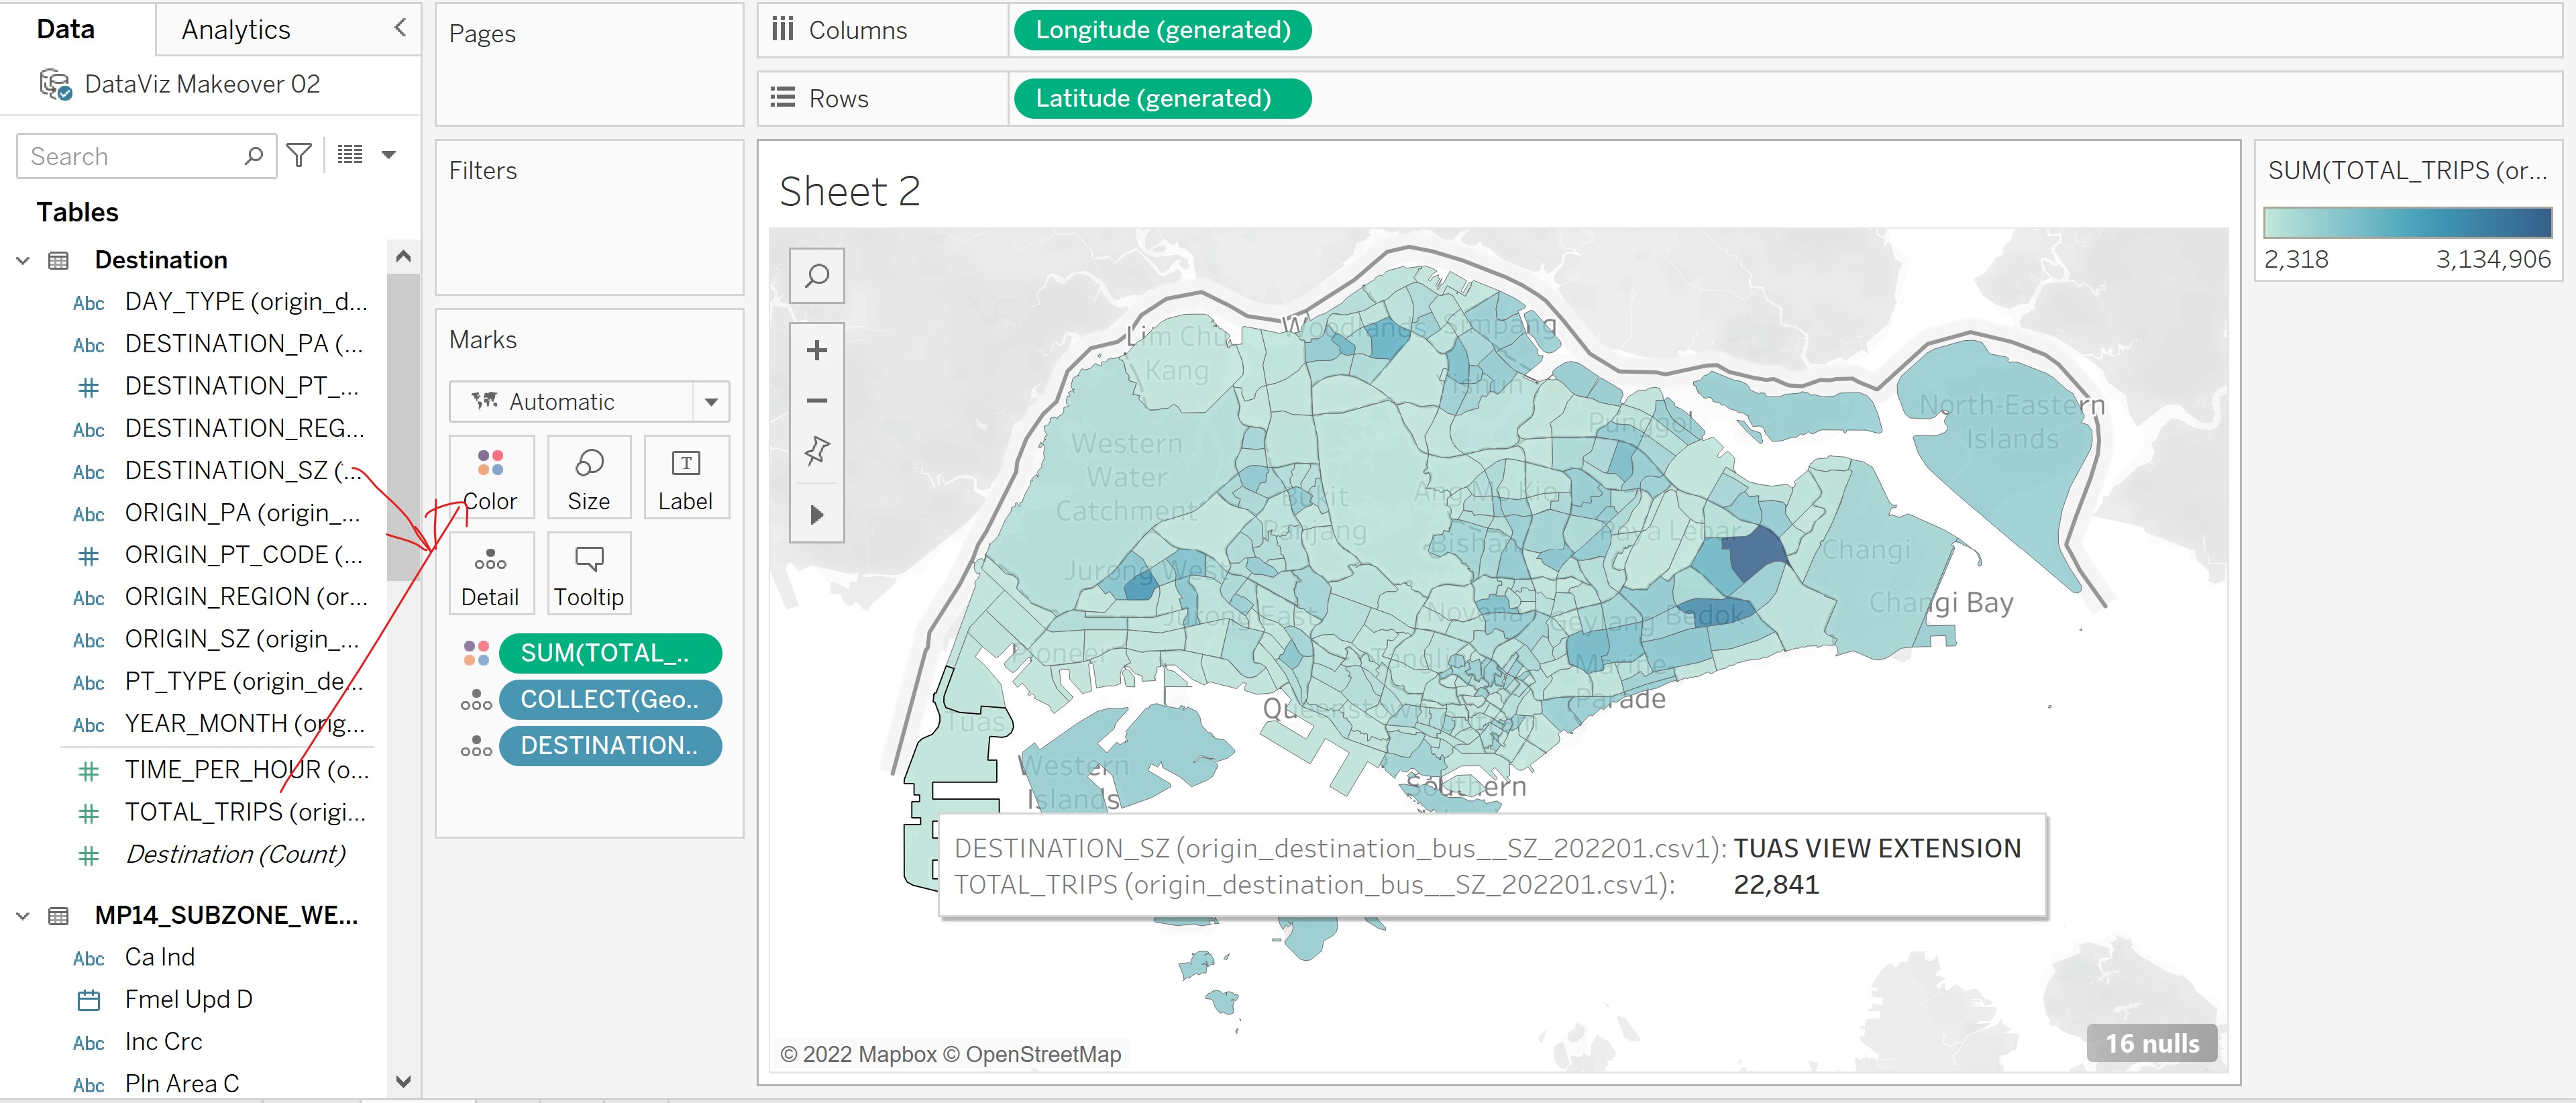 Data
Analytics
DataViz Makeover 02
Search
Tables
Destination
Abc DAY_TYPE (origin_d...
Abc DESTINATION_PA (...
# DESTINATION_PT_...
Abc DESTINATION_REG...
Abc DESTINATION_SZ (...
Abc ORIGIN_PA (origin_...
# ORIGIN_PT_CODE (...
Abc ORIGIN_REGION (or...
Abc ORIGIN_SZ (origin_...
Abc PT_TYPE (origin_de...
Abc YEAR_MONTH (orig...
# TIME_PER_HOUR (o...
# TOTAL_TRIPS (origi...
# Destination (Count)
MP14_SUBZONE_WE...
Abc Ca Ind
Fmel Upd D
Abc Inc Crc
Abc Pln Area C
Pages
Filters
Marks
Automatic
Color Size Label
Detail Tooltip
SUM(TOTAL_..
COLLECT(Geo..
DESTINATION..
Columns Longitude (generated)
Rows Latitude (generated)
Sheet 2
Woodlands Simpang
Lim Chu
Kang
Yishun
North-Eastern
Islands
Punggol
Western
Water
Catchment
Bukit
Panjang
Ang Mo Kio
Paya Lebar
Bishan
Changi
Jurong West
Changi Bay
Jurong East
Novena
Geylang Bedok
Pioneer
Tanglin
Marine
Parade
Queenstown
Tuas
Western
Islands
Southern
DESTINATION_SZ (origin_destination_bus__SZ_202201.csv1): TUAS VIEW EXTENSION
TOTAL_TRIPS (origin_destination_bus__SZ_202201.csv1): 22,841
© 2022 Mapbox © OpenStreetMap
16 nulls
SUM(TOTAL_TRIPS (or...
2,318 3,134,906